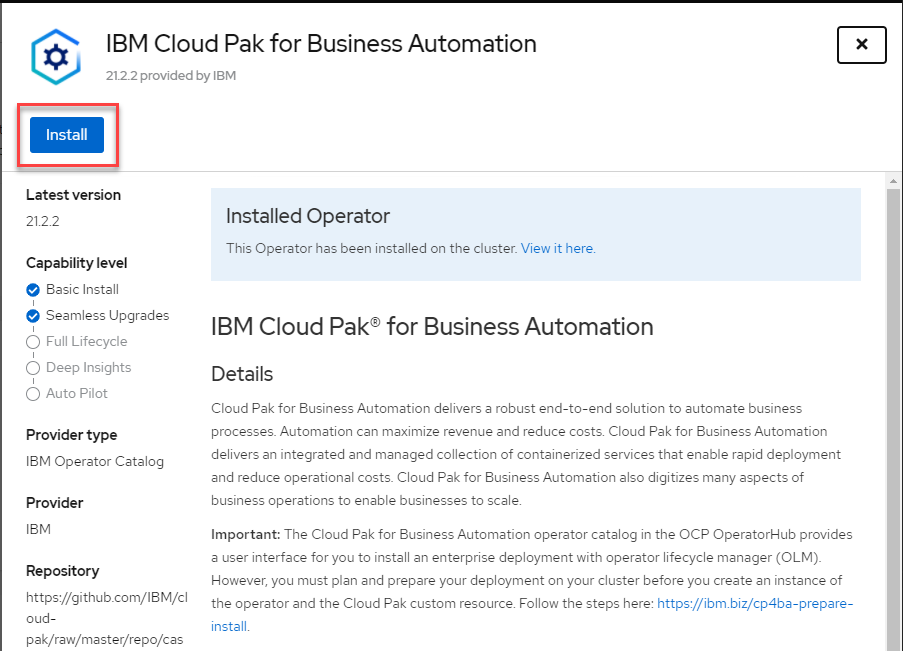 IBM Cloud Pak for Business Automation
21.2.2 provided by IBM
Install
Latest version
21.2.2
Capability level
Basic Install
Seamless Upgrades
Full Lifecycle
Deep Insights
Auto Pilot
Provider type
IBM Operator Catalog
Provider
IBM
Repository
https://github.com/IBM/cl
oud-
pak/raw/master/repo/cas
Installed Operator
This Operator has been installed on the cluster. View it here.
IBM Cloud Pak® for Business Automation
Details
Cloud Pak for Business Automation delivers a robust end-to-end solution to automate business
processes. Automation can maximize revenue and reduce costs. Cloud Pak for Business Automation
delivers an integrated and managed collection of containerized services that enable rapid deployment
and reduce operational costs. Cloud Pak for Business Automation also digitizes many aspects of
business operations to enable businesses to scale.
Important: The Cloud Pak for Business Automation operator catalog in the OCP OperatorHub provides
a user interface for you to install an enterprise deployment with operator lifecycle manager (OLM).
However, you must plan and prepare your deployment on your cluster before you create an instance of
the operator and the Cloud Pak custom resource. Follow the steps here: https://ibm.biz/cp4ba-prepare-
install.